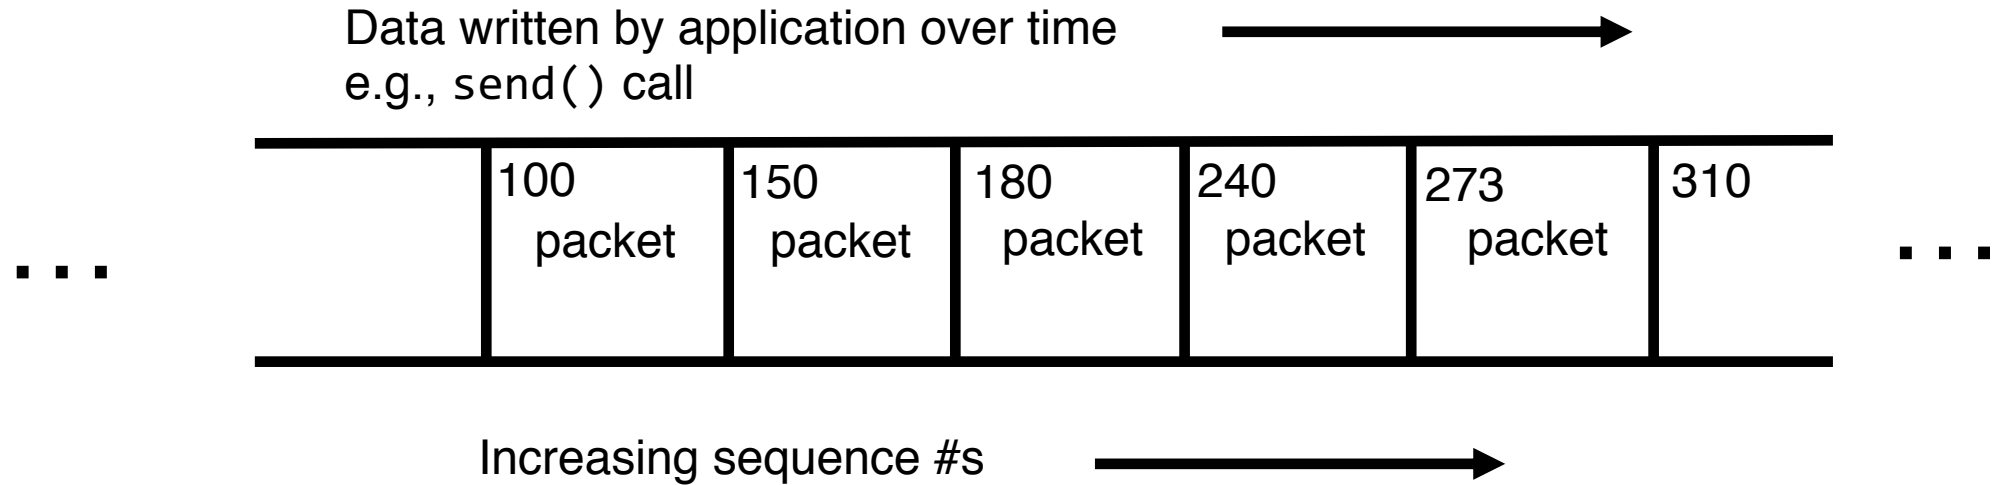 Data written by application over time
e.g., send() call
100
packet
150
packet
180
packet
240
packet
273
packet
310
. . .
. . .
Increasing sequence #s